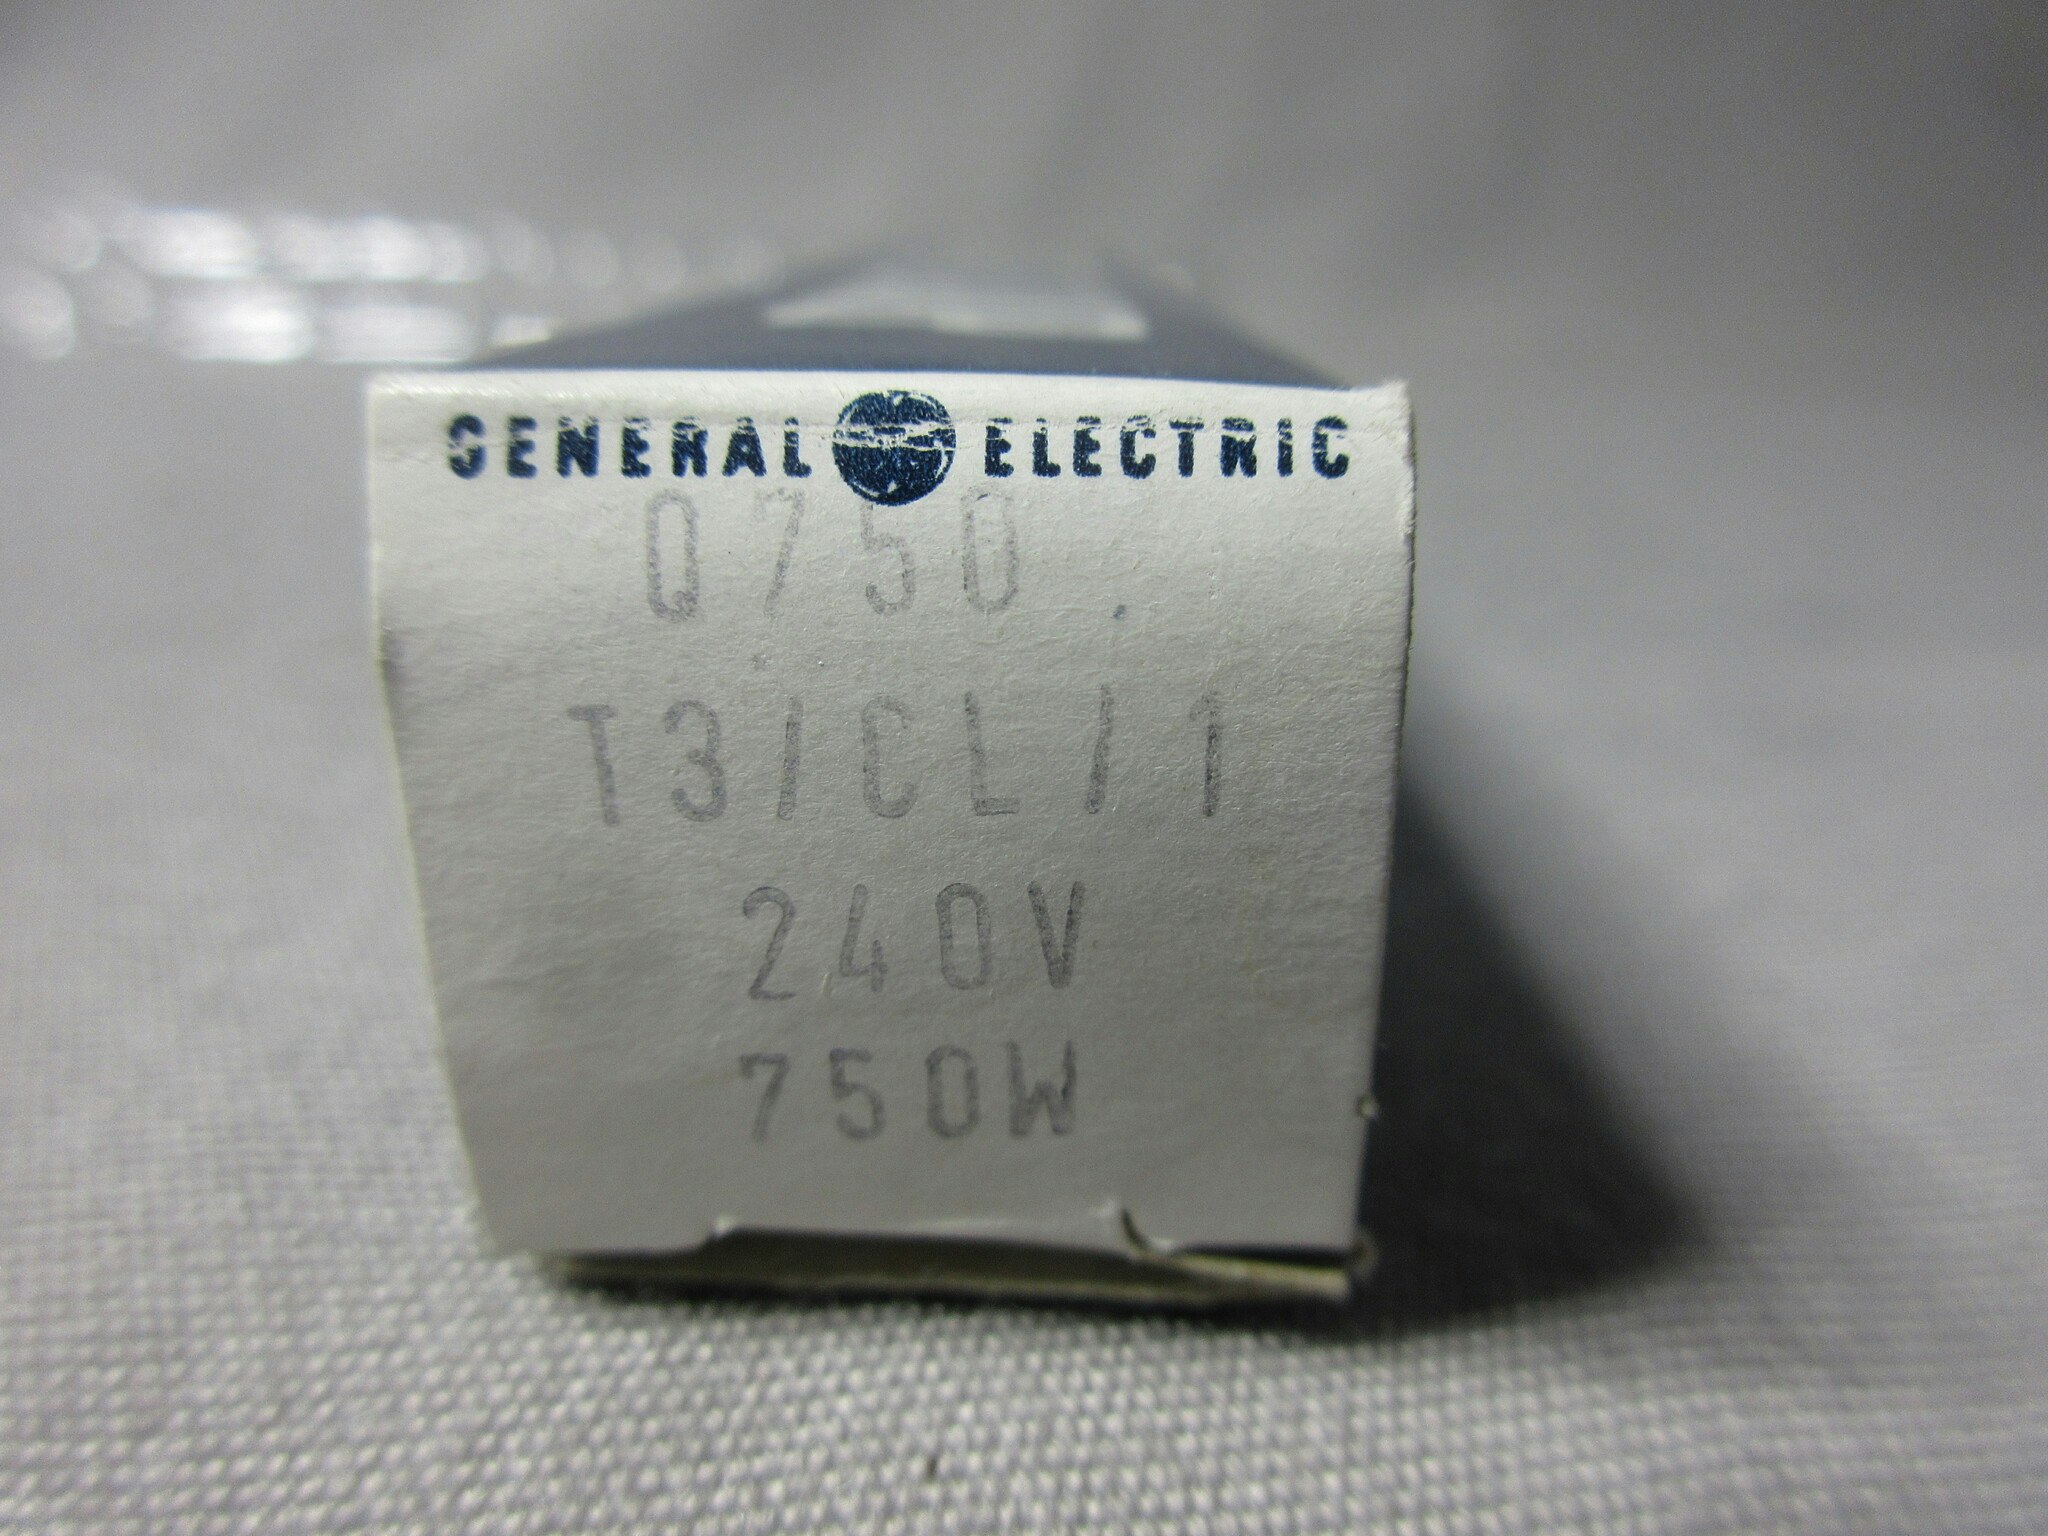 GENERAL ELECTRIC
Q750
T3/CL/1
240V
750W